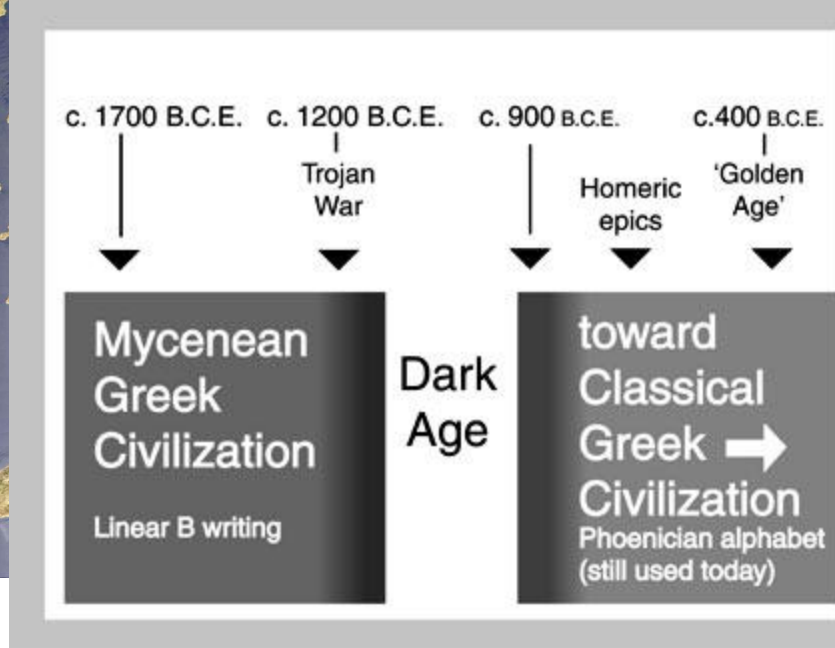 c. 1700 B.C.E. c. 1200 B.C.E. c. 900 B.C.E. c.400 B.C.E.
Trojan
War
Homeric
epics
'Golden
Age'
Mycenean
Greek
Civilization
Linear B writing
Dark
Age
toward
Classical
Greek
Civilization
Phoenician alphabet
(still used today)